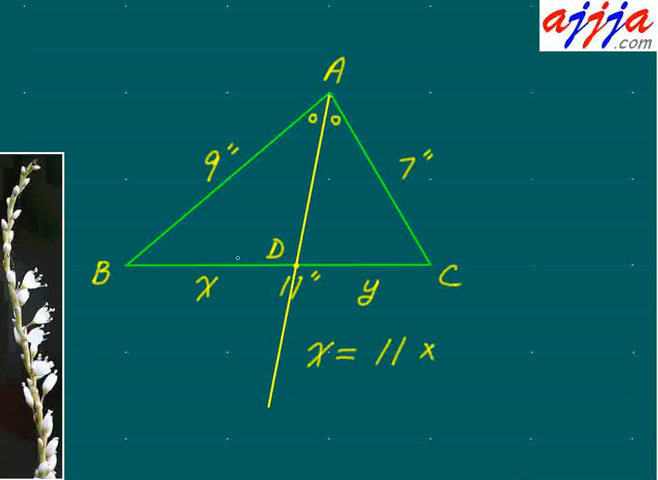 ajjja
.com
A
9"
7"
D
B
x
11"
y
C
x = 11 x